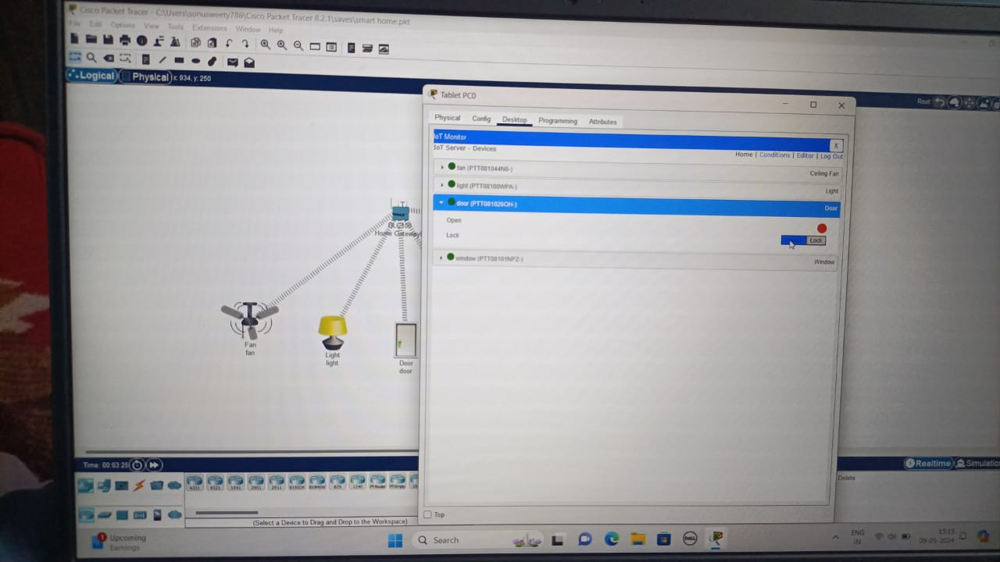 Cisco Packet Tracer - C:\Users\sonusweety786\Cisco Packet Tracer 8.2.1\saves\smart home.pkt
File Edit Options View Tools Extensions Window Help
Logical Physical x: 934, y: 250
Root
Tablet PC0
Physical Config Desktop Programming Attributes
IoT Monitor X
IoT Server - Devices
Home | Conditions | Editor | Log Out
fan (PTT081044N6-) Ceiling Fan
light (PTT08100WPA-) Light
door (PTT081026OH-) Door
Open
Lock Lock
window (PTT08101NPZ-) Window
Home Gateway
Fan
fan
Light
light
Door
door
Time: 00:03:25
Realtime Simulation
4331 4321 1941 2901 2911 819IOX 819HGW 829 1240 PT-Router PT-Empty
Delete
(Select a Device to Drag and Drop to the Workspace)
Top
Upcoming
Earnings
Search
DELL
ENG
IN
15:15
09-05-2024